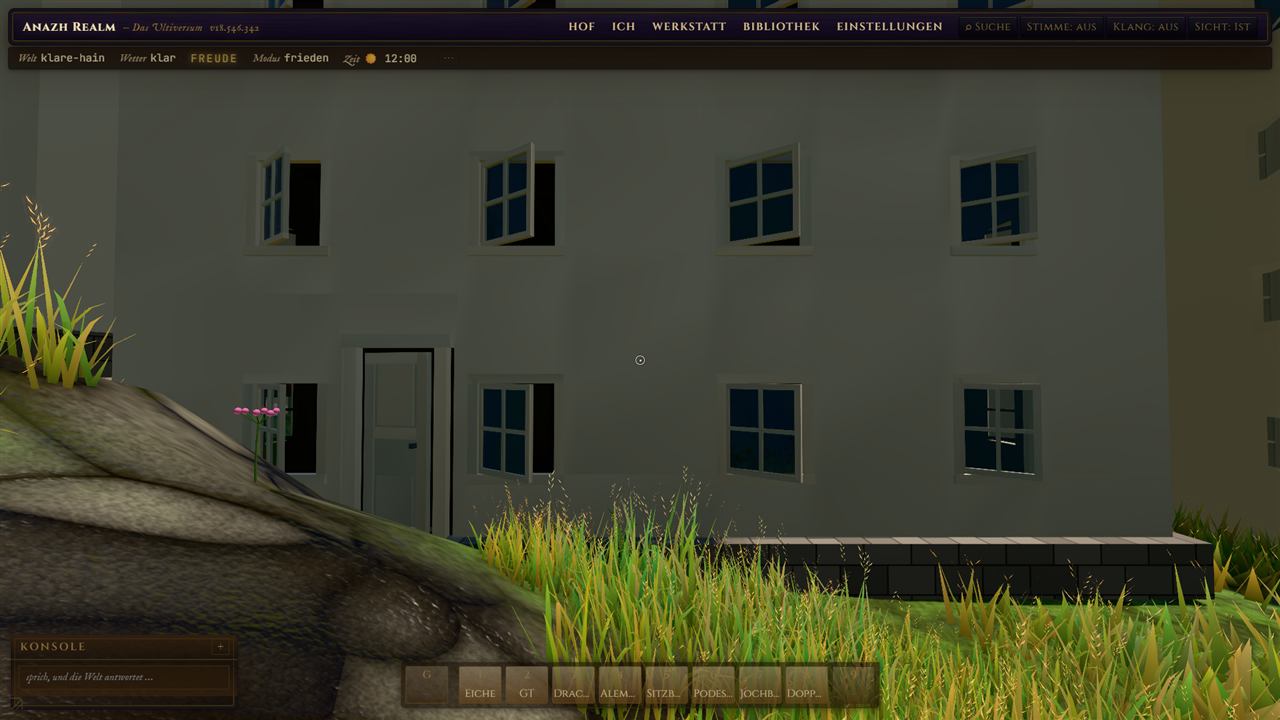 Anazh Realm – Das Ultiversum v18.546.342
HOF ICH WERKSTATT BIBLIOTHEK EINSTELLUNGEN ⌕ SUCHE STIMME: AUS KLANG: AUS SICHT: IST
Welt klare-hain Wetter klar FREUDE Modus frieden Zeit 12:00 ...
KONSOLE +
sprich, und die Welt antwortet ...
G 2
EICHE GT DRAC... ALEM... SITZB... PODES... JOCHB... DOPP...